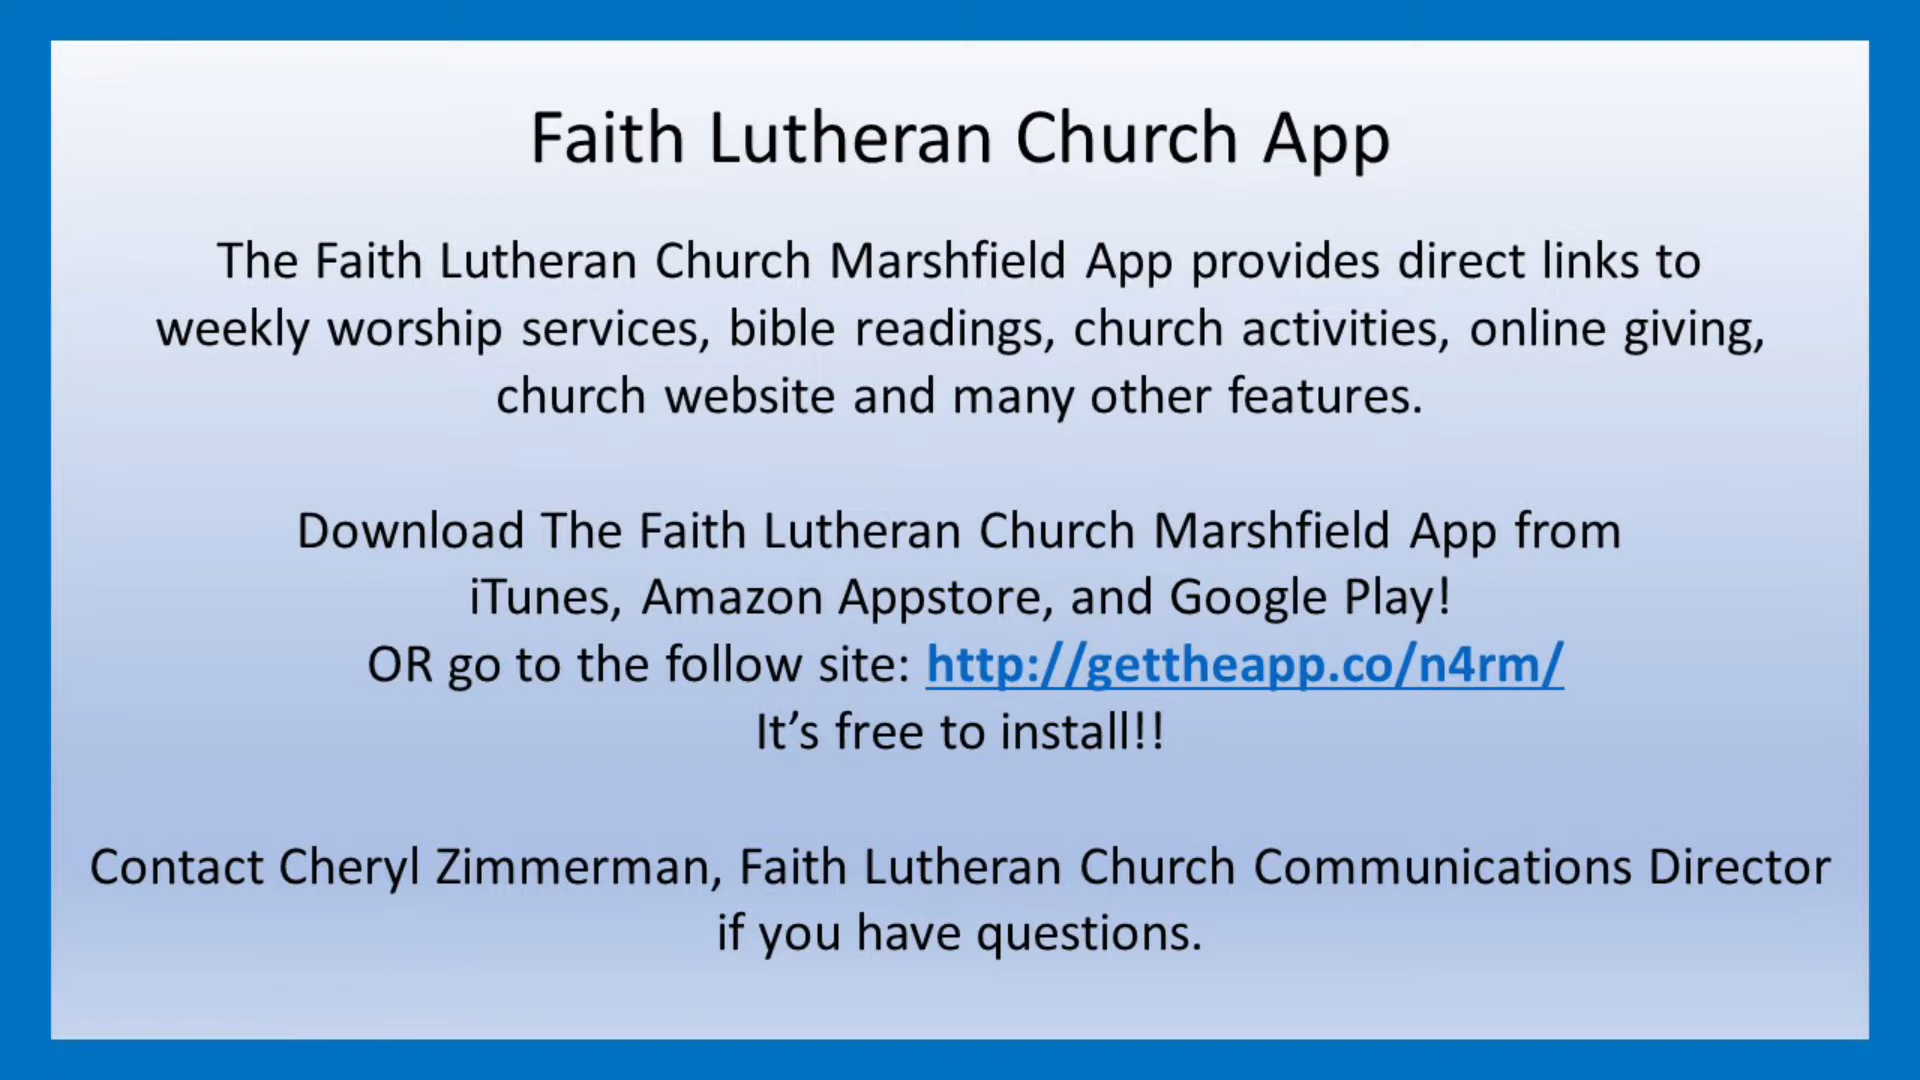 Faith Lutheran Church App
The Faith Lutheran Church Marshfield App provides direct links to
weekly worship services, bible readings, church activities, online giving,
church website and many other features.
Download The Faith Lutheran Church Marshfield App from
iTunes, Amazon Appstore, and Google Play!
OR go to the follow site: http://gettheapp.co/n4rm/
It’s free to install!!
Contact Cheryl Zimmerman, Faith Lutheran Church Communications Director
if you have questions.